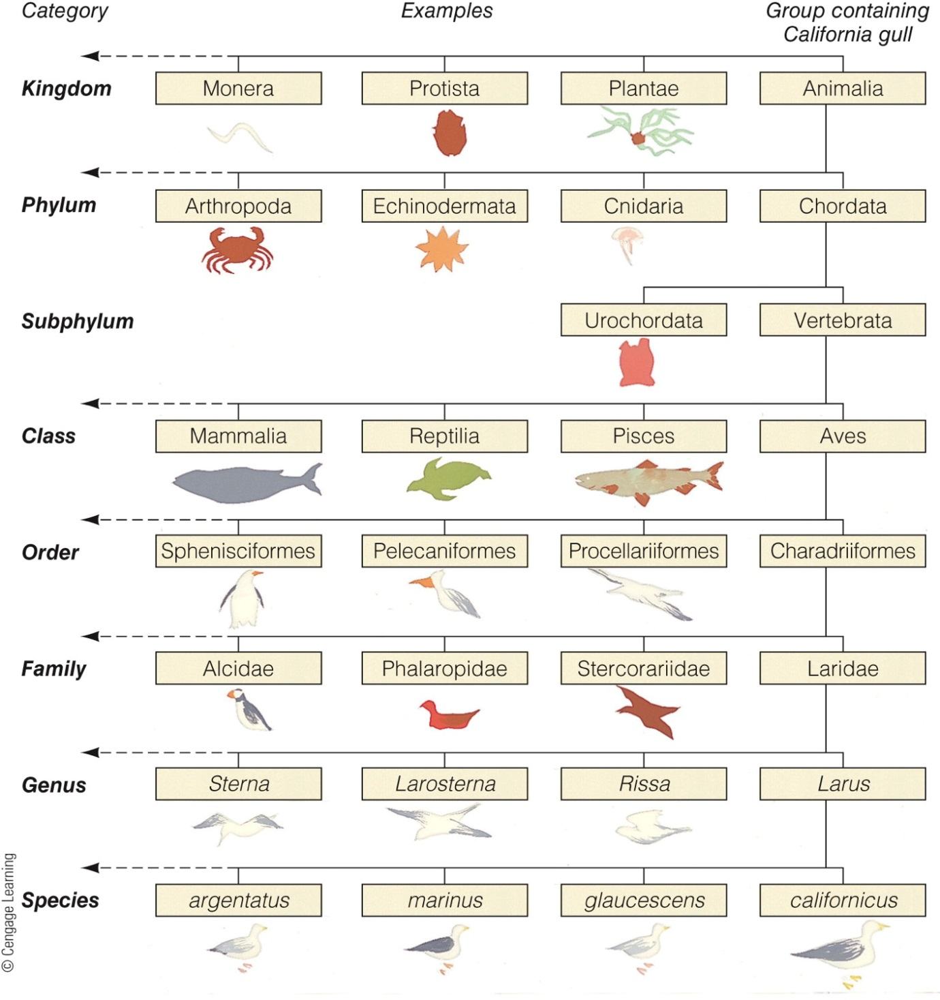 Category
Examples
Group containing
California gull
Kingdom
Monera
Protista
Plantae
Animalia
Phylum
Arthropoda
Echinodermata
Cnidaria
Chordata
Subphylum
Urochordata
Vertebrata
Class
Mammalia
Reptilia
Pisces
Aves
Order
Sphenisciformes
Pelecaniformes
Procellariiformes
Charadriiformes
Family
Alcidae
Phalaropidae
Stercorariidae
Laridae
Genus
Sterna
Larosterna
Rissa
Larus
Species
argentatus
marinus
glaucescens
californicus
© Cengage Learning